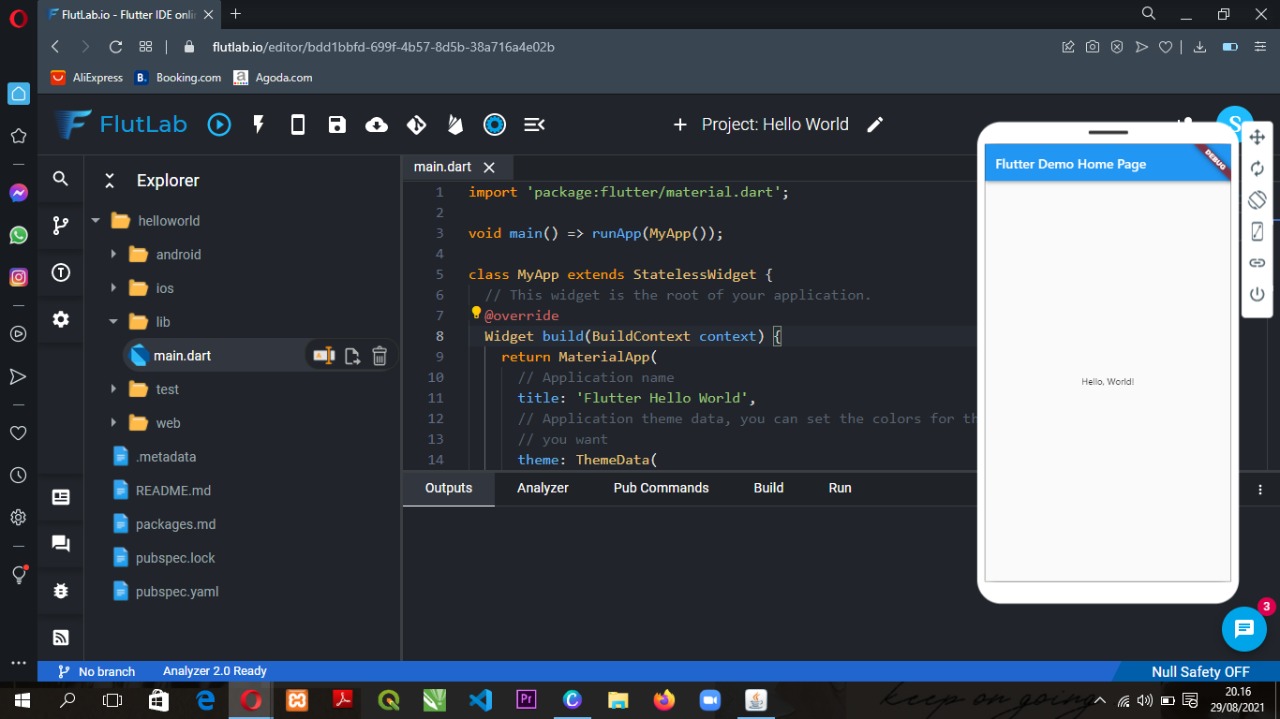 FlutLab.io - Flutter IDE onli
flutlab.io/editor/bdd1bbfd-699f-4b57-8d5b-38a716a4e02b
AliExpress
B. Booking.com
a Agoda.com
FlutLab
Project: Hello World
S
Explorer
helloworld
android
ios
lib
main.dart
test
web
.metadata
README.md
packages.md
pubspec.lock
pubspec.yaml
main.dart
1 import 'package:flutter/material.dart';
2
3 void main() => runApp(MyApp());
4
5 class MyApp extends StatelessWidget {
6 // This widget is the root of your application.
7 @override
8 Widget build(BuildContext context) {
9 return MaterialApp(
10 // Application name
11 title: 'Flutter Hello World',
12 // Application theme data, you can set the colors for th
13 // you want
14 theme: ThemeData(
Outputs Analyzer Pub Commands Build Run
Flutter Demo Home Page
DEBUG
Hello, World!
3
No branch
Analyzer 2.0 Ready
Null Safety OFF
Pr
keep on going
20.16
29/08/2021